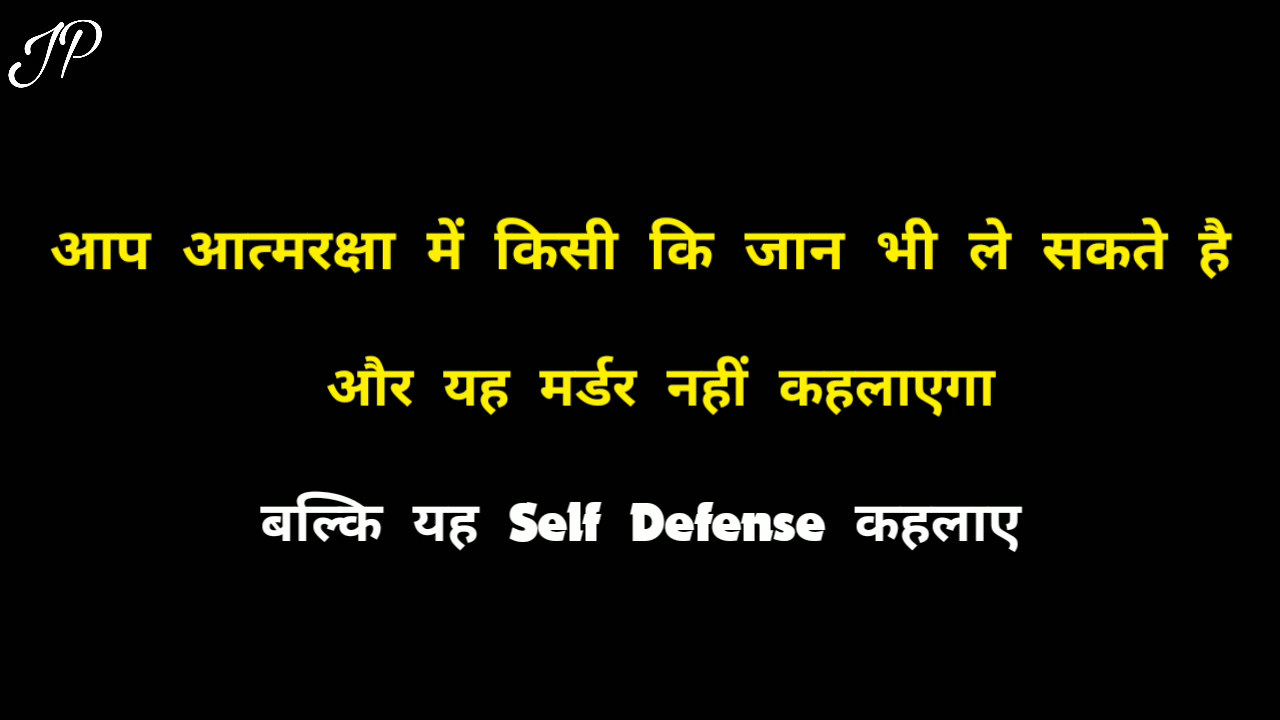 JP
आप आत्मरक्षा में किसी कि जान भी ले सकते है
और यह मर्डर नहीं कहलाएगा
बल्कि यह Self Defense कहलाए